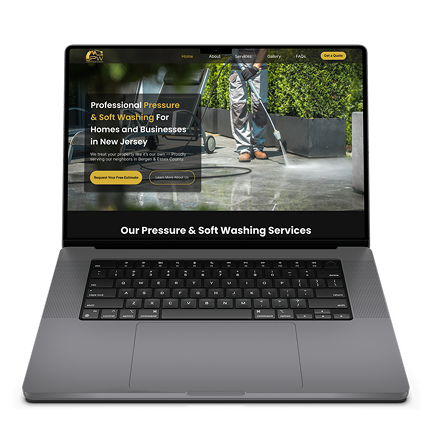 Home About Services Gallery FAQs Get a Quote
Professional Pressure
& Soft Washing For
Homes and Businesses
in New Jersey
We treat your property like it's our own — Proudly
serving our neighbors in Bergen & Essex County.
Request Your Free Estimate Learn More About Us
Our Pressure & Soft Washing Services